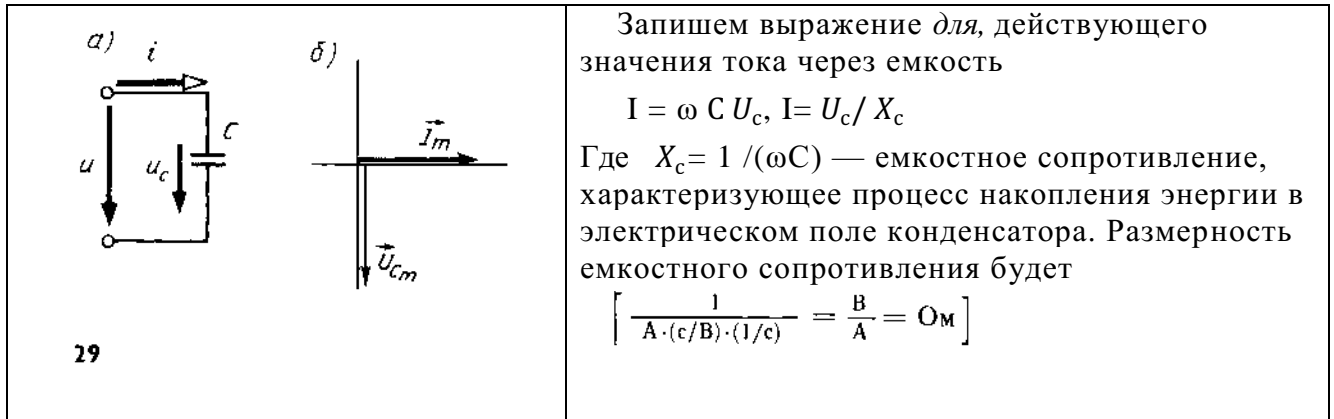 а)
i
б)
C
u
u_c
I_m
U_Cm
29
Запишем выражение для, действующего
значения тока через емкость
I = ω C U_c, I= U_c/ X_c
Где X_c= 1 /(ωC) — емкостное сопротивление,
характеризующее процесс накопления энергии в
электрическом поле конденсатора. Размерность
емкостного сопротивления будет
[ 1 / (А·(с/В)·(1/с)) = В/А = Ом ]